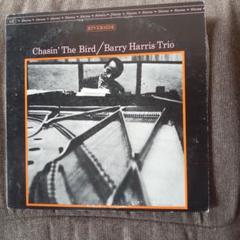 RIVERSIDE
Chasin' The Bird/Barry Harris Trio